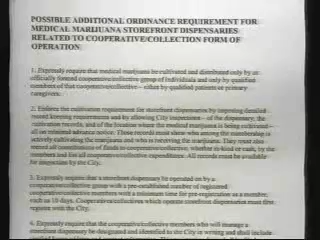 POSSIBLE ADDITIONAL ORDINANCE REQUIREMENT FOR
MEDICAL MARIJUANA STOREFRONT DISPENSARIES
RELATED TO COOPERATIVE/COLLECTION FORM OF
OPERATION
1. Expressly require that medical marijuana be cultivated and distributed only by an
officially formed cooperative/collective group of individuals and only by qualified
members of that cooperative/collective – either by qualified patients or primary
caregivers.
2. Enforce the cultivation requirement for storefront dispensaries by imposing detailed
record keeping requirements and by allowing City inspections – of the dispensary, the
cultivation records, and of the location where the medical marijuana is being cultivated –
all on minimal advance notice. These records must show who among the membership is
actively cultivating the marijuana and who is receiving the marijuana. They must also
record all contributions of funds to cooperative/collective, whether in kind or cash, by the
members and list all cooperative/collective expenditures. All records must be available
for inspection by the City.
3. Expressly require that a storefront dispensary be operated by a
cooperative/collective group with a pre-established number of registered
cooperative/collective members with a minimum time for pre-registration as a member,
such as 10 days. Cooperatives/collectives which operate storefront dispensaries must first
register with the City.
4. Expressly require that the cooperative/collective members who will manage a
storefront dispensary be designated and identified to the City in writing and shall include